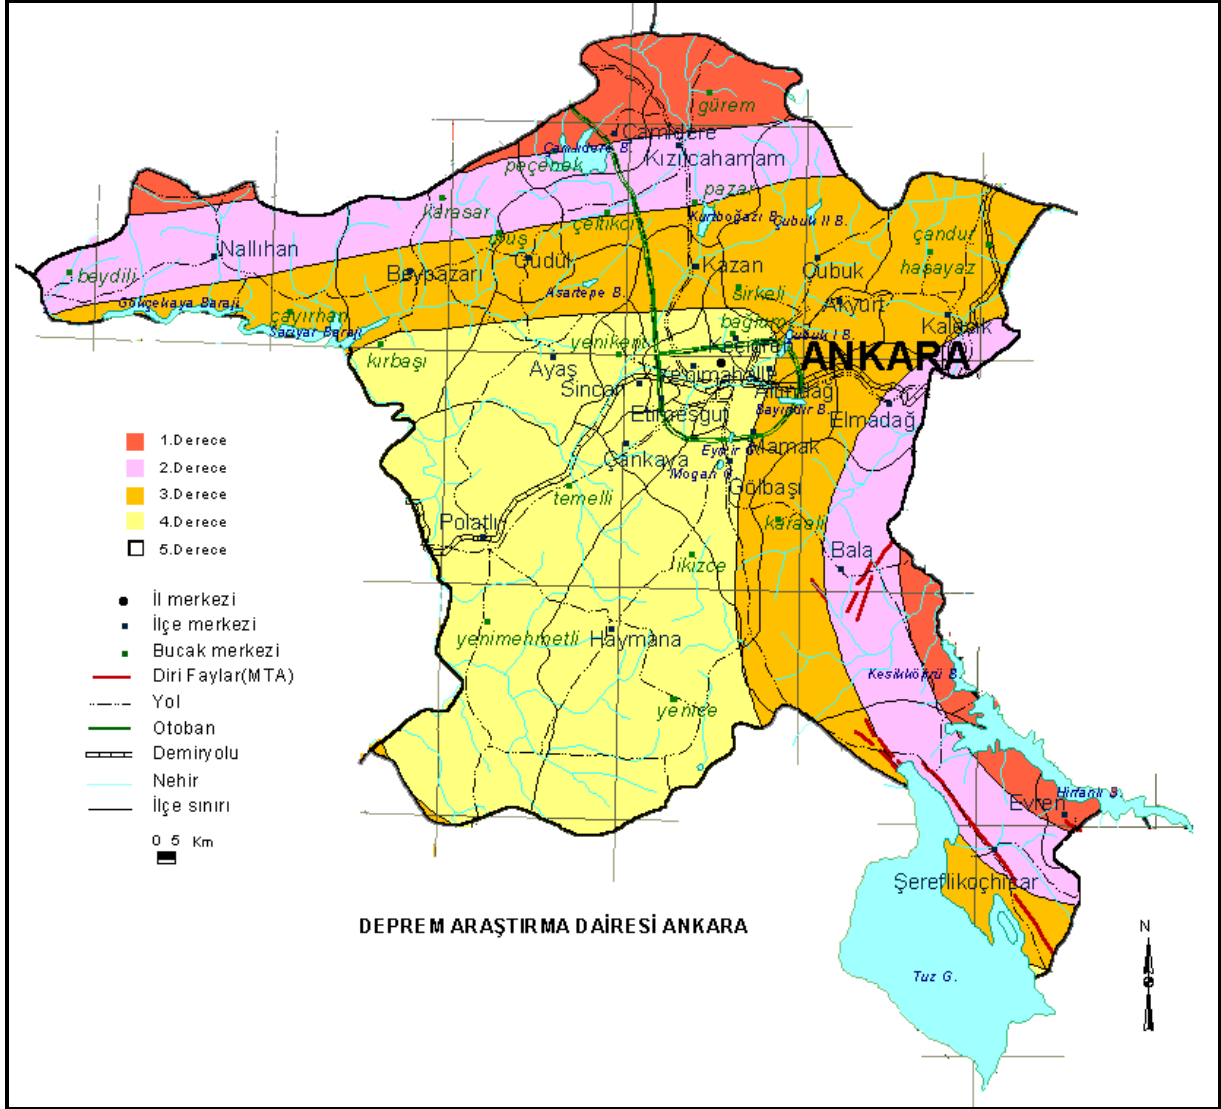 gürem
Çamlıdere
Çamlıdere B.
Kızılcahamam
peçenek
pazar
karasar
çeltikçi
Kurtboğazı B.
Çubuk II B.
uruş
çandur
Nallıhan
Güdül
Kazan
Çubuk
hasayaz
beydili
Beypazarı
Asartepe B.
sirkeli
Akyurt
Gökçekaya Barajı
çayırhan
Sarıyar Barajı
bağlum
Kalecik
Çubuk I B.
yenikent
Keçiören
ANKARA
kırbaşı
Ayaş
Yenimahalle
Sincan
Altındağ
Etimesgut
Bayındır B.
Elmadağ
Mamak
Eymir G.
Çankaya
Mogan G.
Gölbaşı
temelli
Polatlı
karaali
Bala
ikizce
yenimehmetli
Haymana
Kesikköprü B.
yenice
Evren
Hirfanlı B.
Şereflikoçhisar
Tuz G.
1.Derece
2.Derece
3.Derece
4.Derece
5.Derece
İl merkezi
İlçe merkezi
Bucak merkezi
Diri Faylar(MTA)
Yol
Otoban
Demiryolu
Nehir
İlçe sınırı
0 5 Km
DEPREM ARAŞTIRMA DAİRESİ ANKARA
N